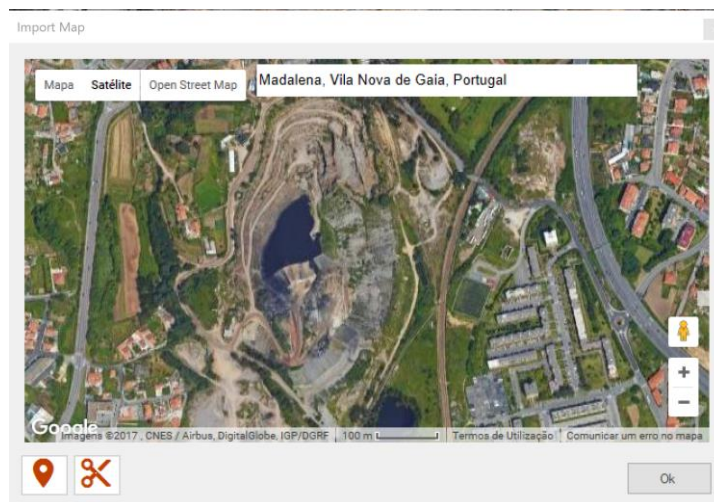 Import Map
Mapa Satélite Open Street Map Madalena, Vila Nova de Gaia, Portugal
Google
Imagens ©2017, CNES / Airbus, DigitalGlobe, IGP/DGRF 100 m Termos de Utilização Comunicar um erro no mapa
Ok